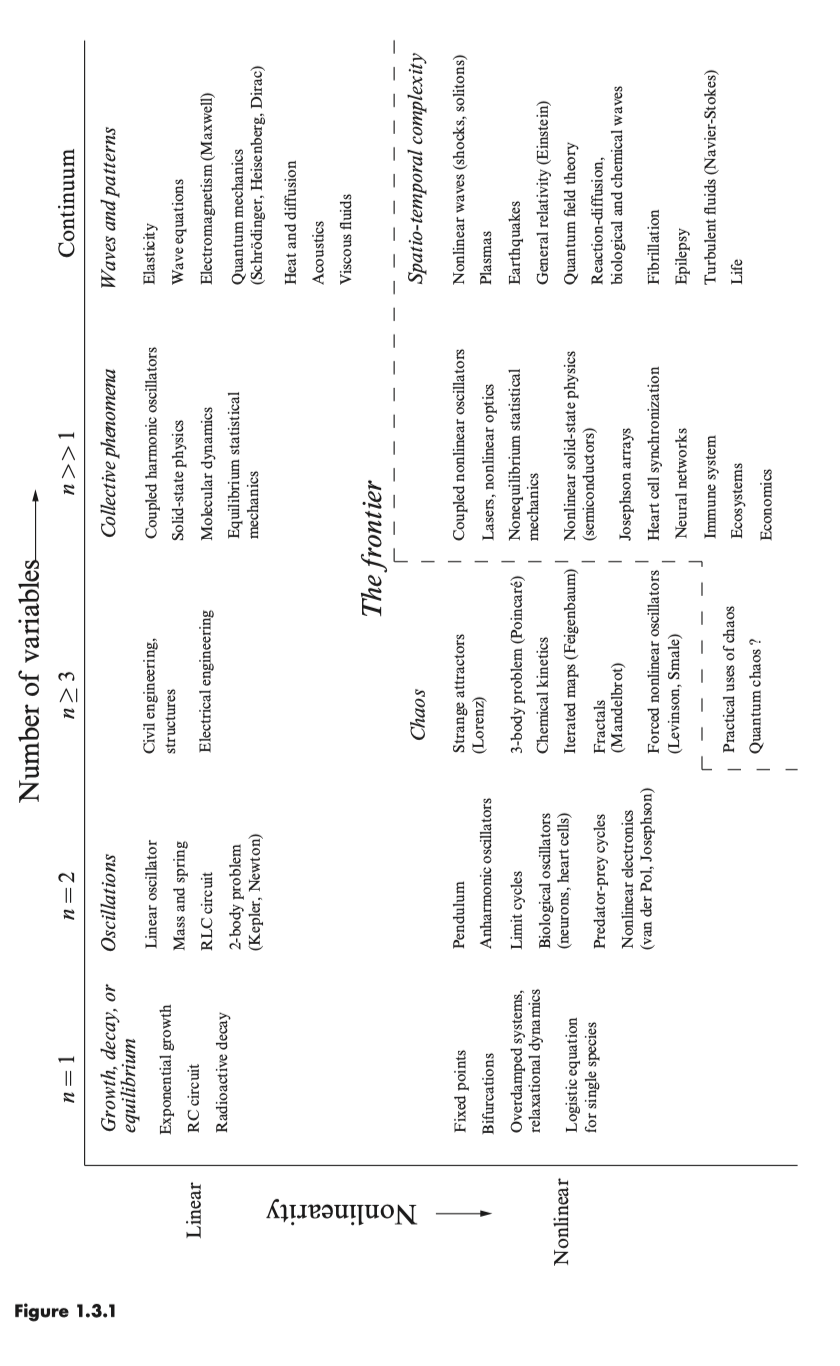 Figure 1.3.1
Number of variables
n = 1
n = 2
n ≥ 3
n >> 1
Continuum
Nonlinearity
Linear
Growth, decay, or
equilibrium
Exponential growth
RC circuit
Radioactive decay
Oscillations
Linear oscillator
Mass and spring
RLC circuit
2-body problem
(Kepler, Newton)
Civil engineering,
structures
Electrical engineering
Collective phenomena
Coupled harmonic oscillators
Solid-state physics
Molecular dynamics
Equilibrium statistical
mechanics
Waves and patterns
Elasticity
Wave equations
Electromagnetism (Maxwell)
Quantum mechanics
(Schrödinger, Heisenberg, Dirac)
Heat and diffusion
Acoustics
Viscous fluids
The frontier
Nonlinear
Fixed points
Bifurcations
Overdamped systems,
relaxational dynamics
Logistic equation
for single species
Pendulum
Anharmonic oscillators
Limit cycles
Biological oscillators
(neurons, heart cells)
Predator-prey cycles
Nonlinear electronics
(van der Pol, Josephson)
Chaos
Strange attractors
(Lorenz)
3-body problem (Poincaré)
Chemical kinetics
Iterated maps (Feigenbaum)
Fractals
(Mandelbrot)
Forced nonlinear oscillators
(Levinson, Smale)
Practical uses of chaos
Quantum chaos ?
Coupled nonlinear oscillators
Lasers, nonlinear optics
Nonequilibrium statistical
mechanics
Nonlinear solid-state physics
(semiconductors)
Josephson arrays
Heart cell synchronization
Neural networks
Immune system
Ecosystems
Economics
Spatio-temporal complexity
Nonlinear waves (shocks, solitons)
Plasmas
Earthquakes
General relativity (Einstein)
Quantum field theory
Reaction-diffusion,
biological and chemical waves
Fibrillation
Epilepsy
Turbulent fluids (Navier-Stokes)
Life